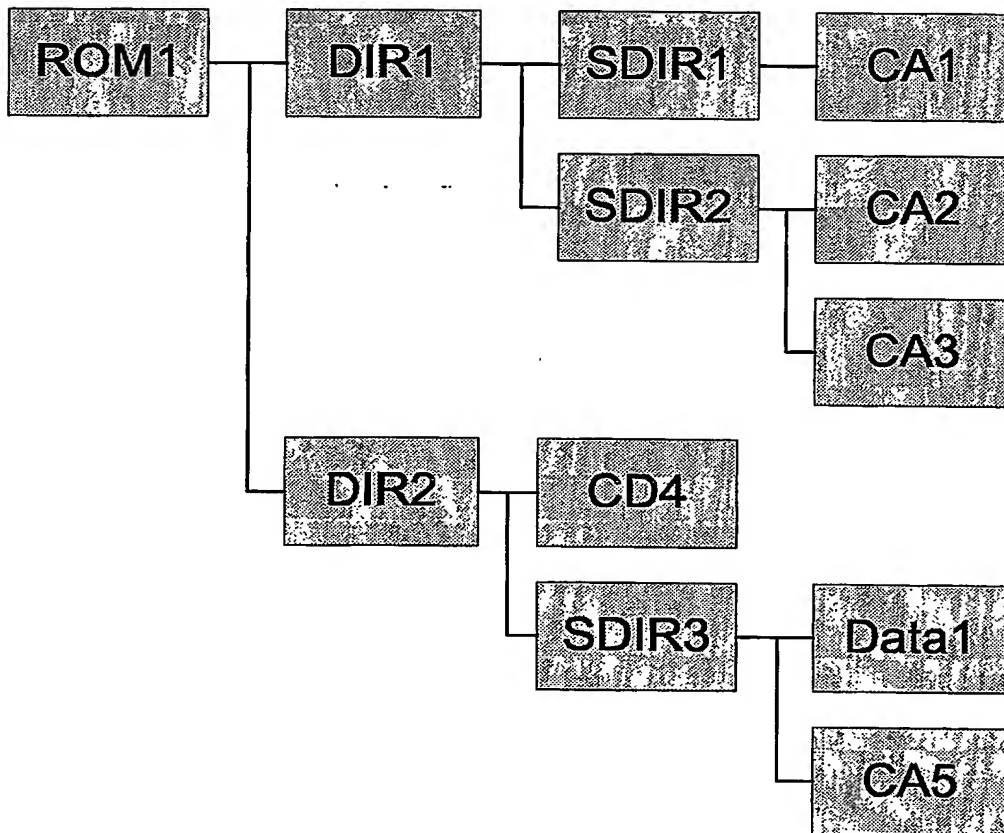 ROM1 DIR1 SDIR1 CA1
SDIR2 CA2
CA3
DIR2 CD4
SDIR3 Data1
CA5